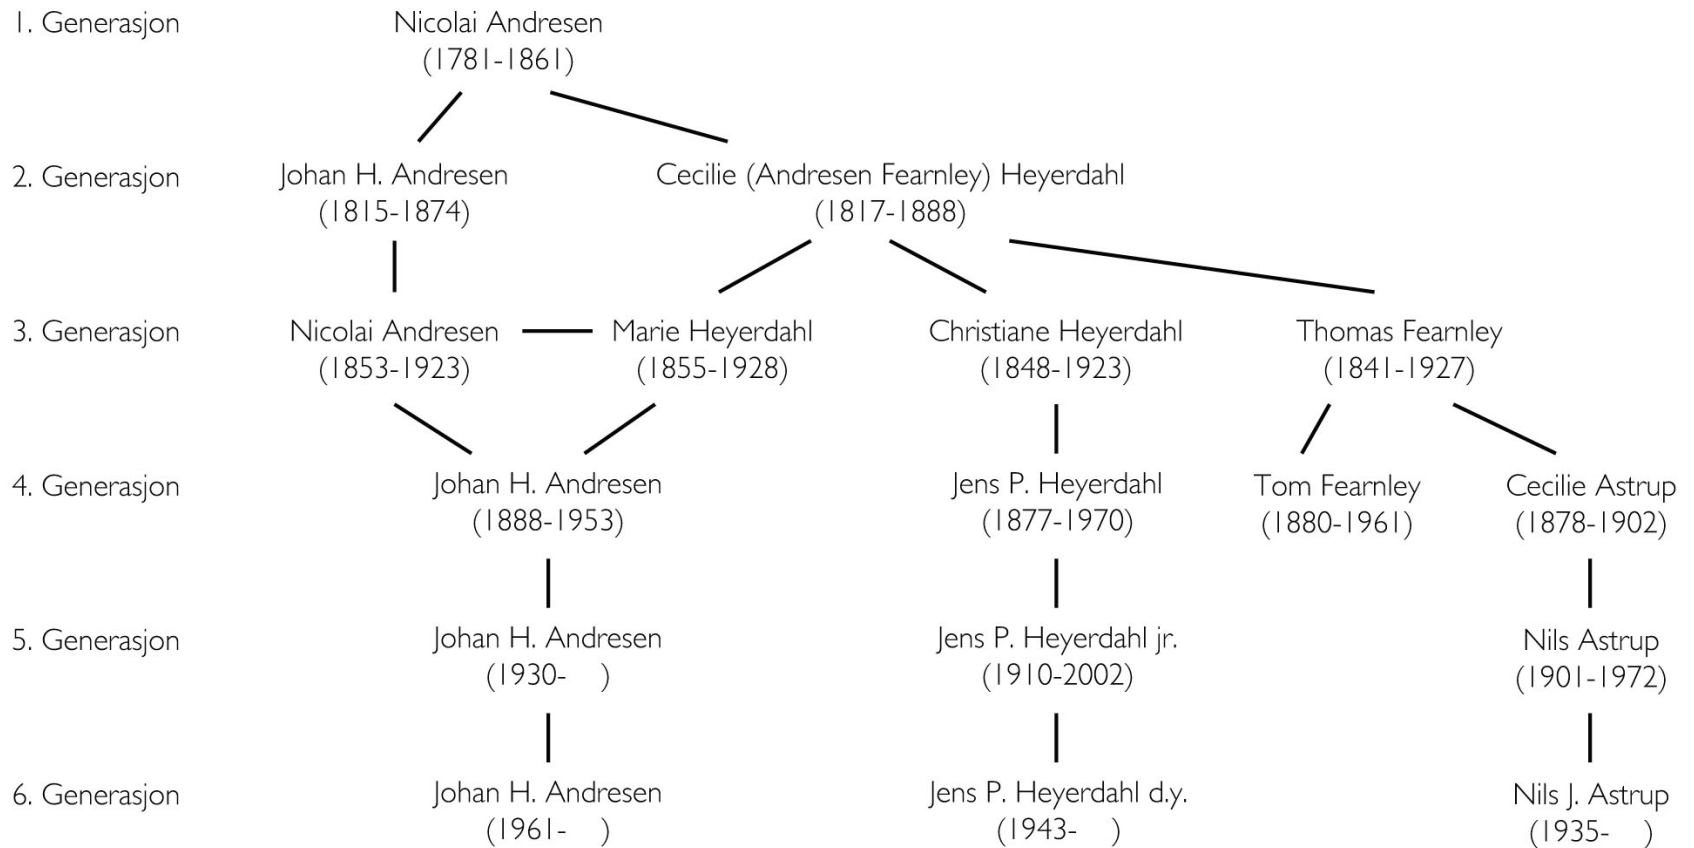 1. Generasjon Nicolai Andresen
(1781-1861)
2. Generasjon Johan H. Andresen Cecilie (Andresen Fearnley) Heyerdahl
(1815-1874) (1817-1888)
3. Generasjon Nicolai Andresen Marie Heyerdahl Christiane Heyerdahl Thomas Fearnley
(1853-1923) (1855-1928) (1848-1923) (1841-1927)
4. Generasjon Johan H. Andresen Jens P. Heyerdahl Tom Fearnley Cecilie Astrup
(1888-1953) (1877-1970) (1880-1961) (1878-1902)
5. Generasjon Johan H. Andresen Jens P. Heyerdahl jr. Nils Astrup
(1930- ) (1910-2002) (1901-1972)
6. Generasjon Johan H. Andresen Jens P. Heyerdahl d.y. Nils J. Astrup
(1961- ) (1943- ) (1935- )